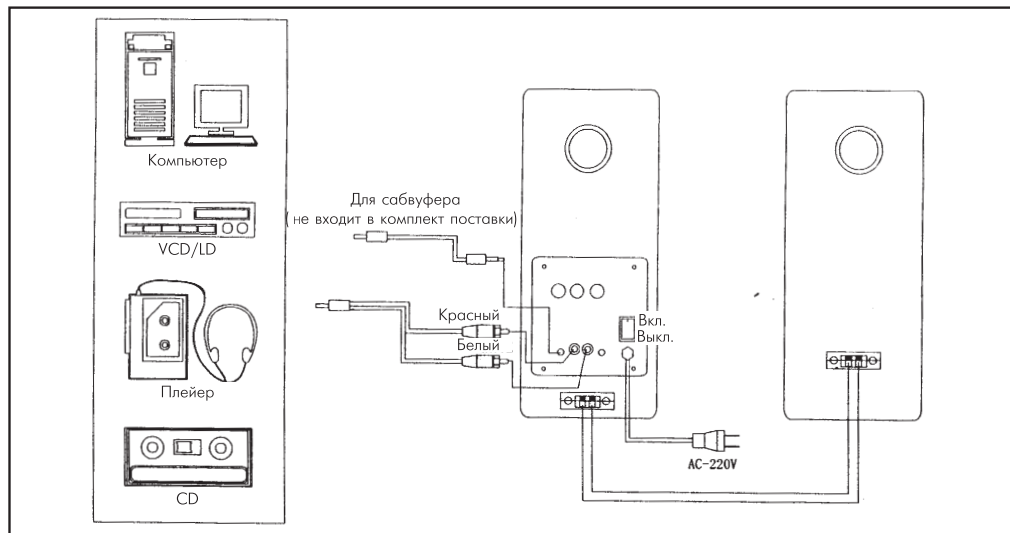 Компьютер
VCD/LD
Плейер
CD
Для сабвуфера
(не входит в комплект поставки)
Красный
Белый
Вкл.
Выкл.
AC-220V